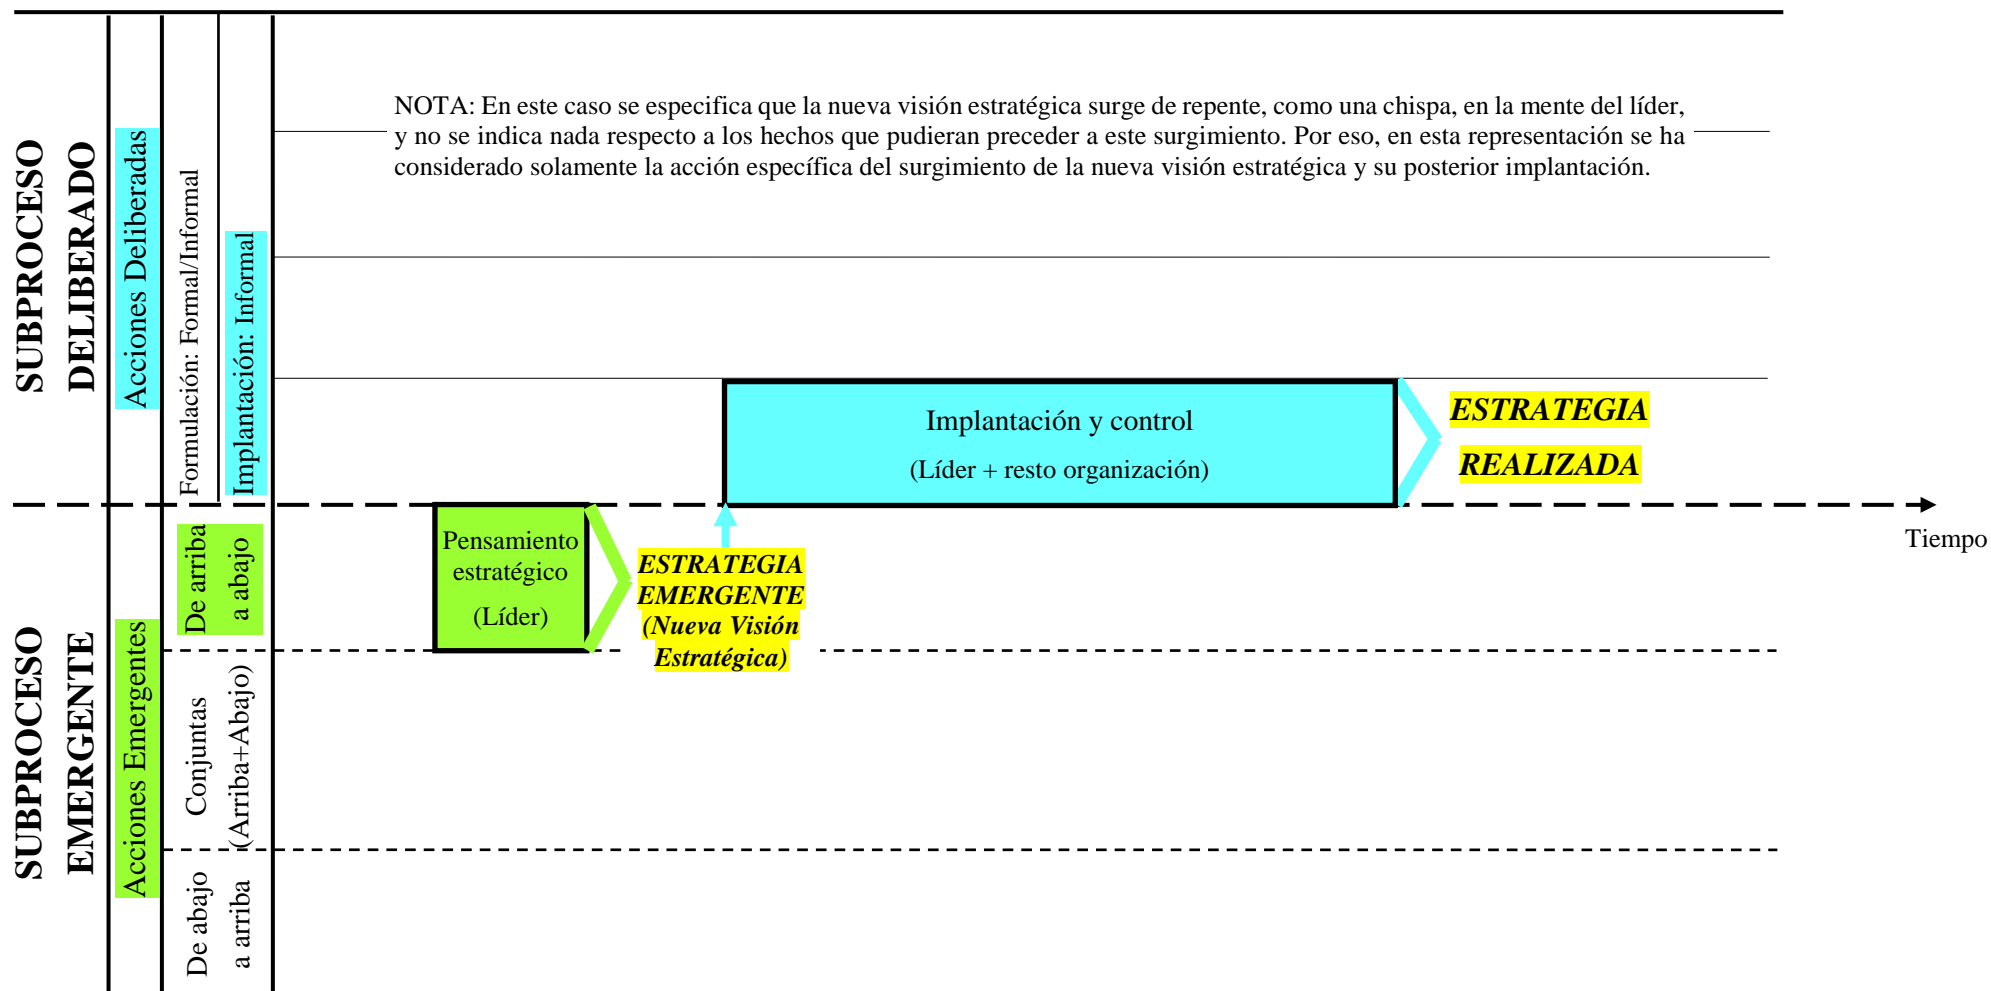 SUBPROCESO
DELIBERADO
Acciones Deliberadas
Formulación: Formal/Informal
Implantación: Informal
NOTA: En este caso se especifica que la nueva visión estratégica surge de repente, como una chispa, en la mente del líder,
y no se indica nada respecto a los hechos que pudieran preceder a este surgimiento. Por eso, en esta representación se ha
considerado solamente la acción específica del surgimiento de la nueva visión estratégica y su posterior implantación.
Implantación y control
(Líder + resto organización)
ESTRATEGIA
REALIZADA
Tiempo
SUBPROCESO
EMERGENTE
Acciones Emergentes
De arriba
a abajo
Conjuntas
(Arriba+Abajo)
De abajo
a arriba
Pensamiento
estratégico
(Líder)
ESTRATEGIA
EMERGENTE
(Nueva Visión
Estratégica)